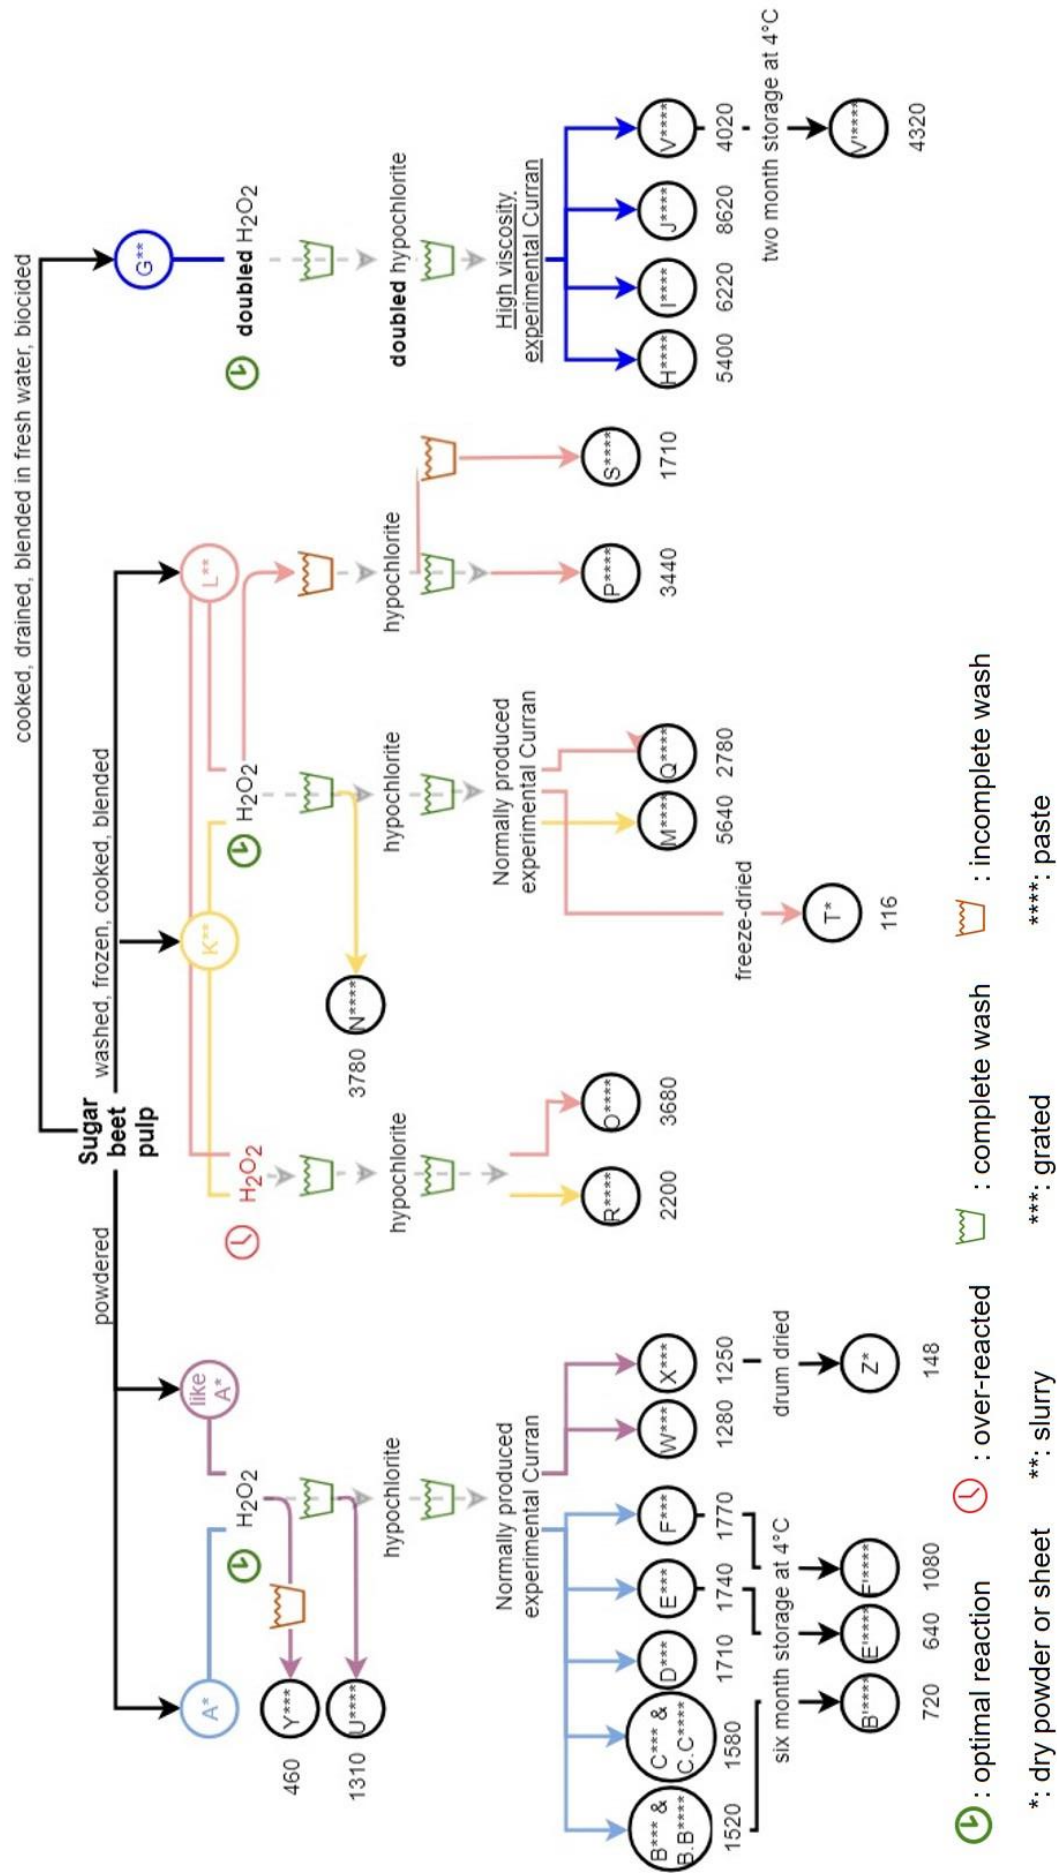 cooked, drained, blended in fresh water, biocided
Sugar
beet
pulp
powdered
washed, frozen, cooked, blended
A*
like
A*
K**
L**
G**
H2O2
H2O2
H2O2
doubled H2O2
Y***
460
U****
1310
N****
3780
hypochlorite
hypochlorite
hypochlorite
hypochlorite
doubled hypochlorite
Normally produced
experimental Curran
Normally produced
experimental Curran
High viscosity.
experimental Curran
R****
2200
O****
3680
P****
3440
S****
1710
B*** &
B.B****
1520
C*** &
C.C****
1580
D***
1710
E***
1740
F***
1770
W***
1280
X***
1250
M****
5640
Q****
2780
H****
5400
I****
6220
J****
8620
V****
4020
six month storage at 4°C
drum dried
freeze-dried
two month storage at 4°C
B'****
720
E'****
640
F'****
1080
Z*
148
T*
116
V'****
4320
: optimal reaction
: over-reacted
: complete wash
: incomplete wash
*: dry powder or sheet
**: slurry
***: grated
****: paste